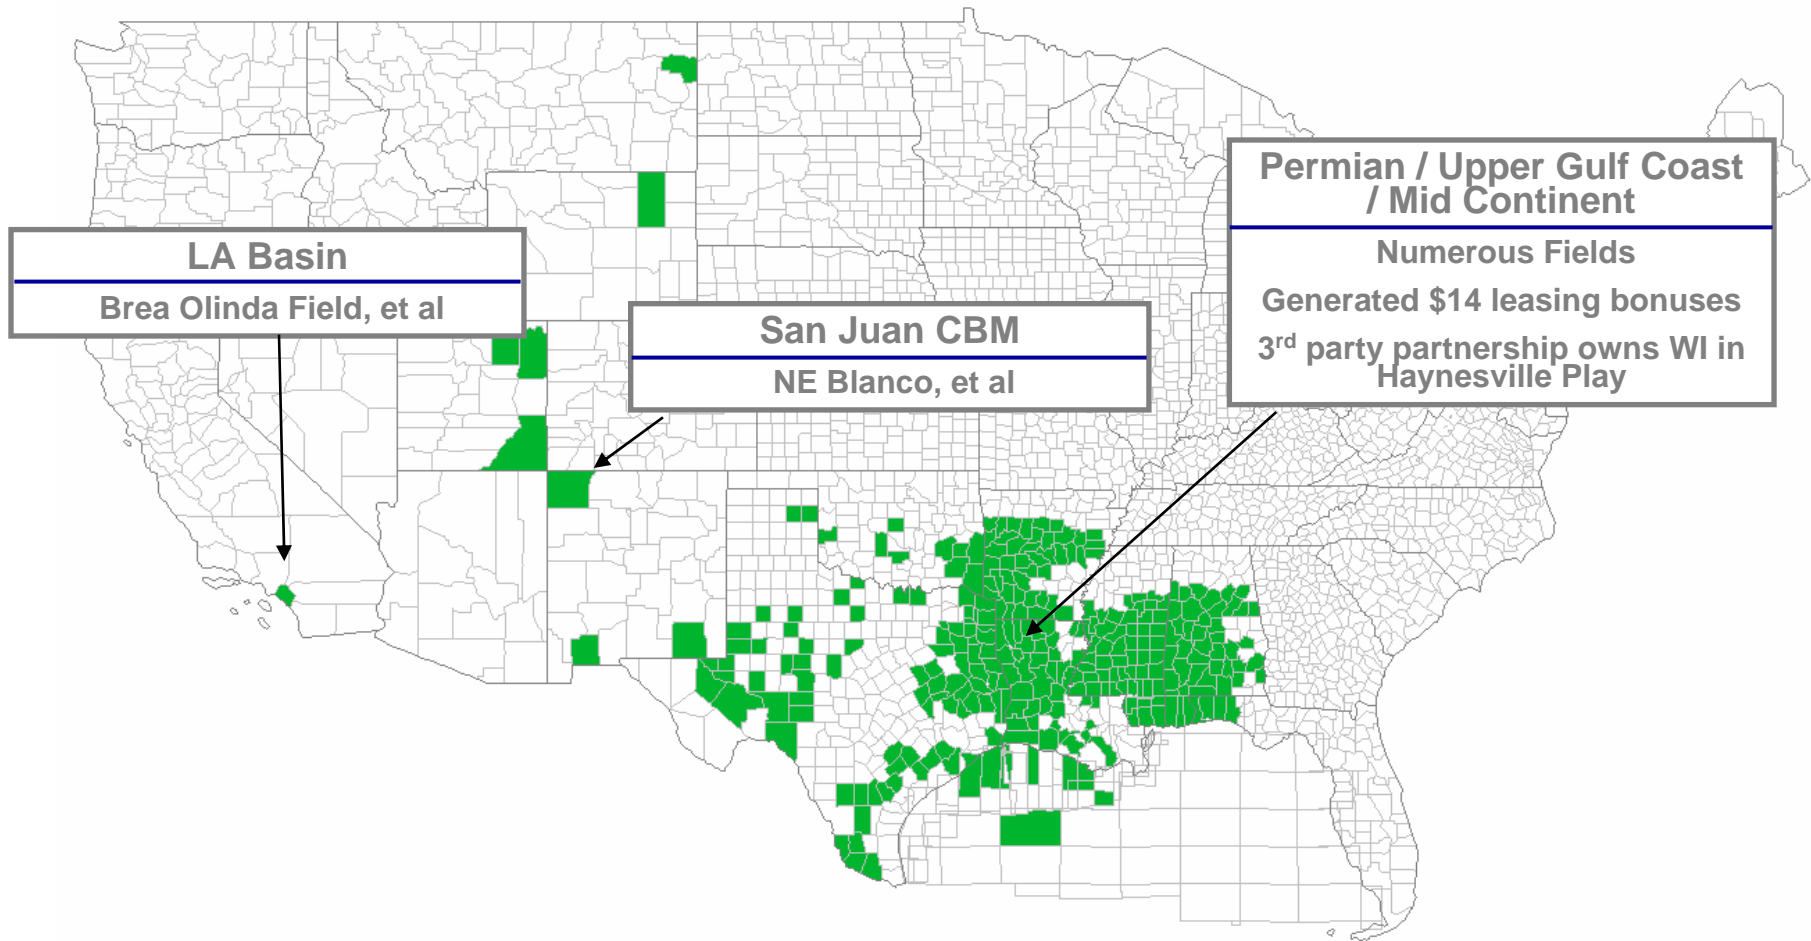 LA Basin
Brea Olinda Field, et al
San Juan CBM
NE Blanco, et al
Permian / Upper Gulf Coast
/ Mid Continent
Numerous Fields
Generated $14 leasing bonuses
3rd party partnership owns WI in
Haynesville Play